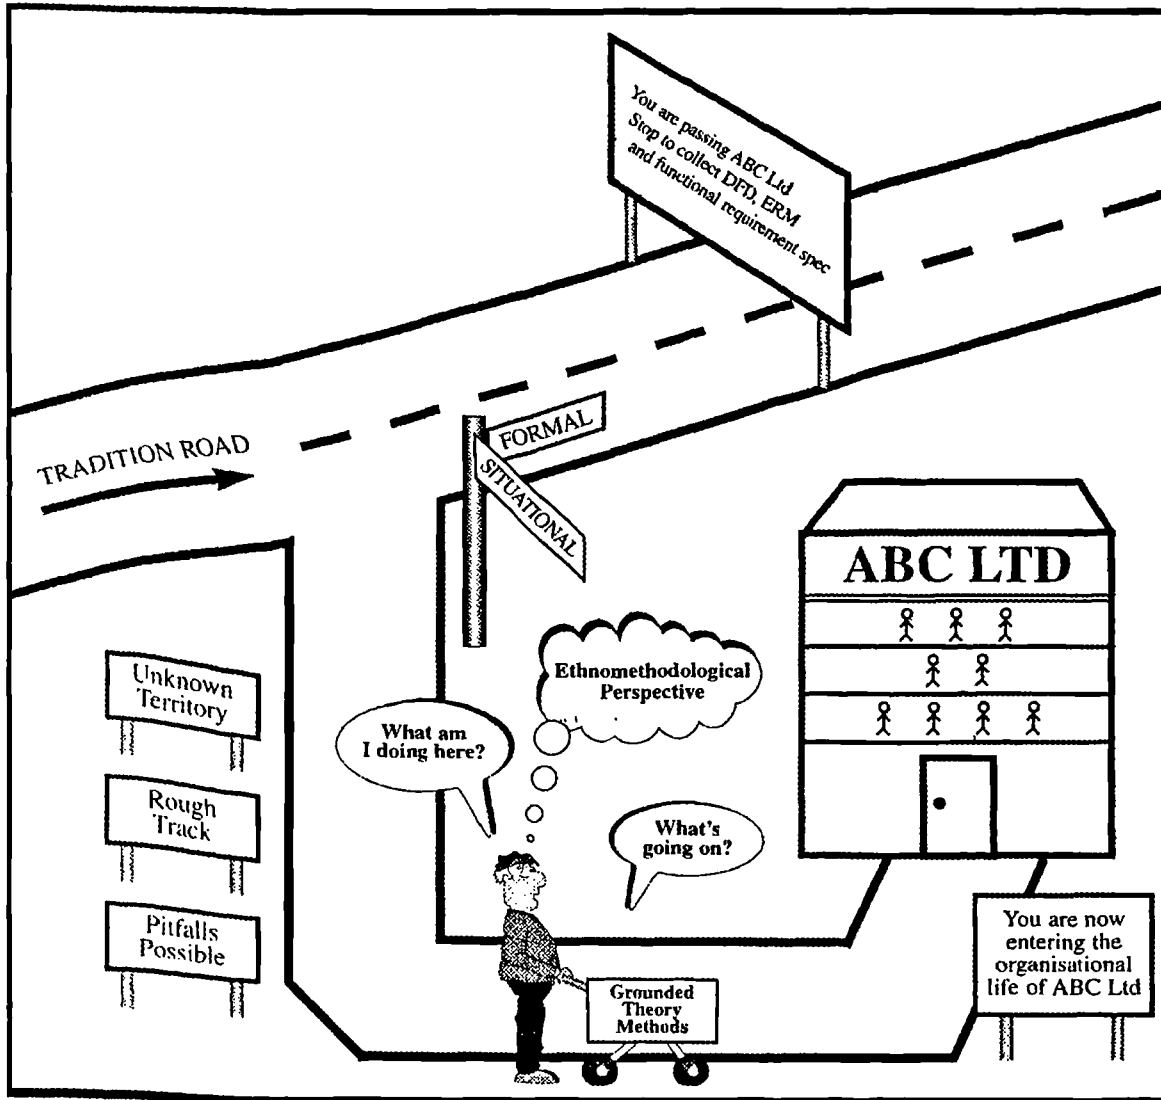 You are passing ABC Ltd
Stop to collect DFD, ERM
and functional requirement spec
TRADITION ROAD
FORMAL
SITUATIONAL
ABC LTD
Unknown
Territory
Ethnomethodological
Perspective
What am
I doing here?
Rough
Track
What's
going on?
Pitfalls
Possible
You are now
entering the
organisational
life of ABC Ltd
Grounded
Theory
Methods